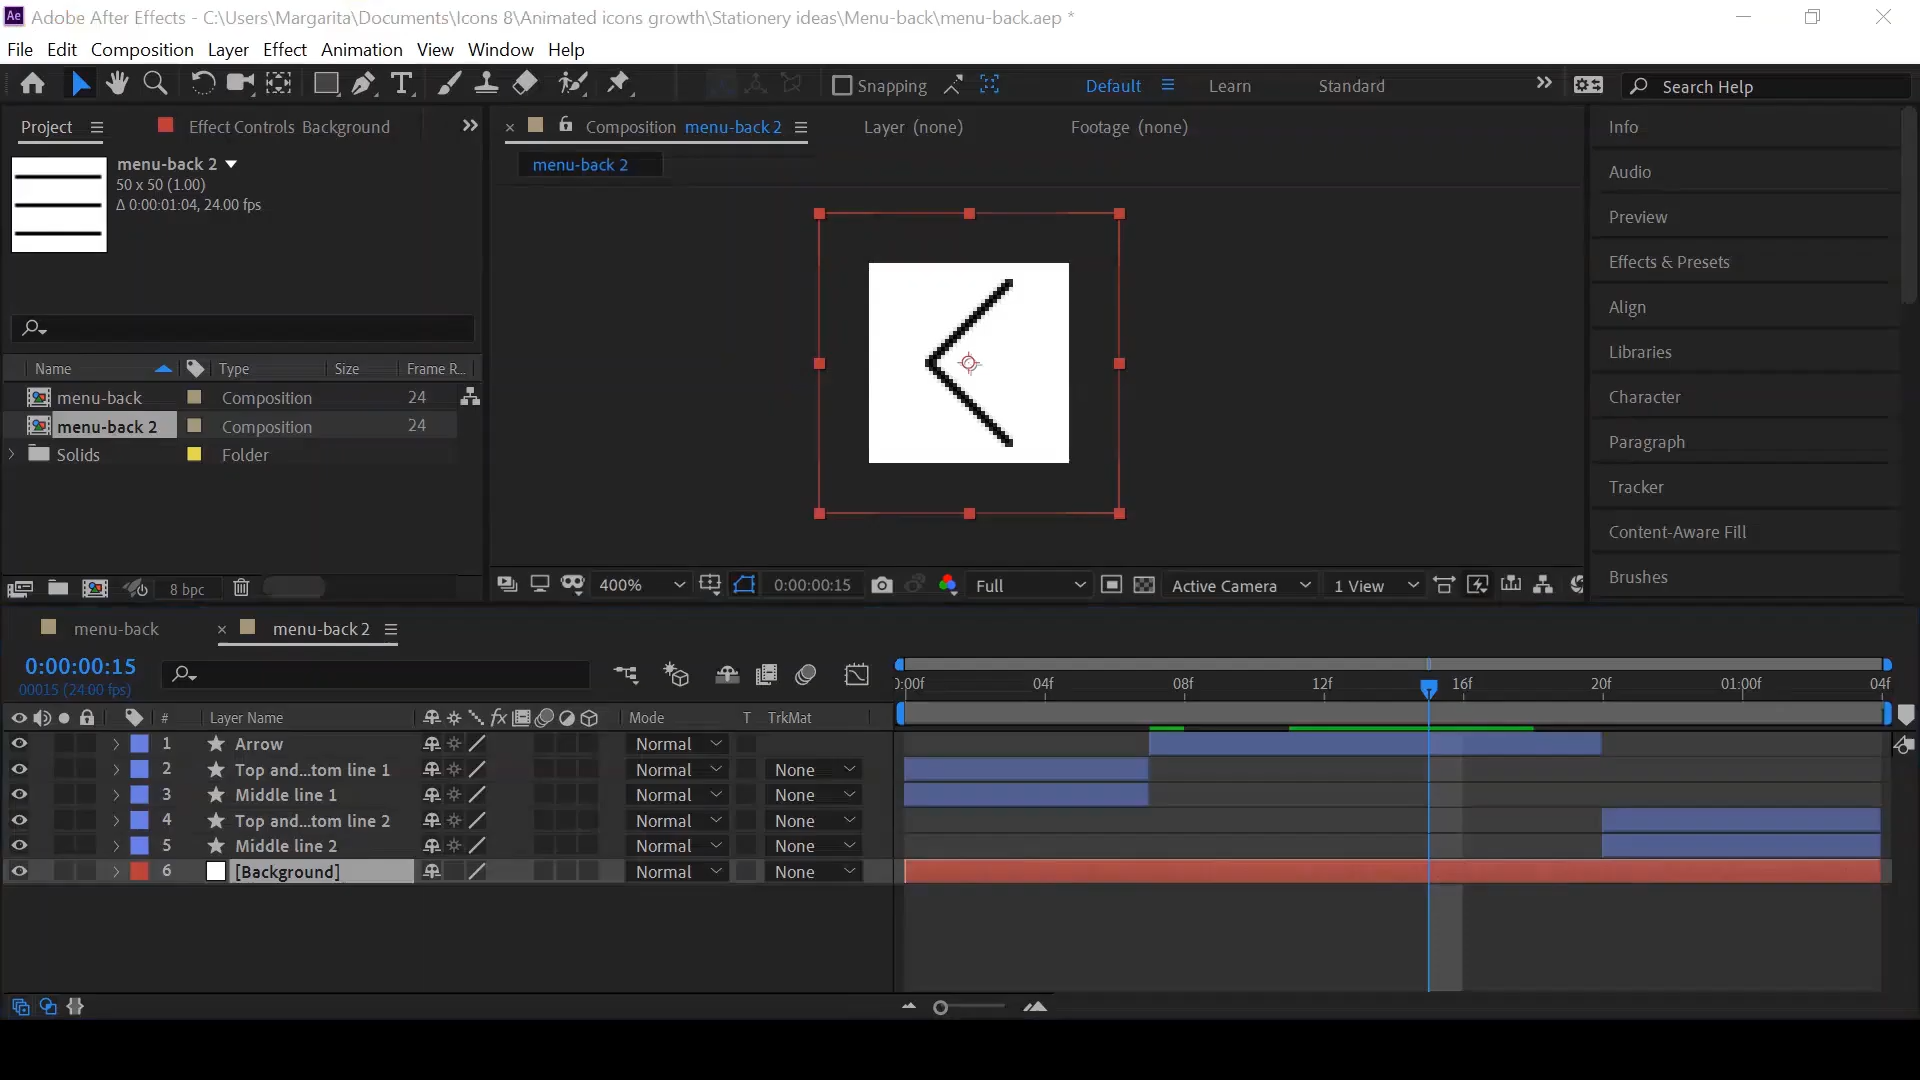 Ae Adobe After Effects - C:\Users\Margarita\Documents\Icons 8\Animated icons growth\Stationery ideas\Menu-back\menu-back.aep *
File Edit Composition Layer Effect Animation View Window Help
Snapping Default Learn Standard Search Help
Project Effect Controls Background
Composition menu-back 2 Layer (none) Footage (none)
menu-back 2
menu-back 2
50 x 50 (1.00)
Δ 0:00:01:04, 24.00 fps
Name Type Size Frame R...
menu-back Composition 24
menu-back 2 Composition 24
Solids Folder
8 bpc
400% 0:00:00:15 Full Active Camera 1 View
Info
Audio
Preview
Effects & Presets
Align
Libraries
Character
Paragraph
Tracker
Content-Aware Fill
Brushes
menu-back menu-back 2
0:00:00:15
00015 (24.00 fps)
):00f 04f 08f 12f 16f 20f 01:00f 04f
# Layer Name fx Mode T TrkMat
1 Arrow Normal
2 Top and...tom line 1 Normal None
3 Middle line 1 Normal None
4 Top and...tom line 2 Normal None
5 Middle line 2 Normal None
6 [Background] Normal None